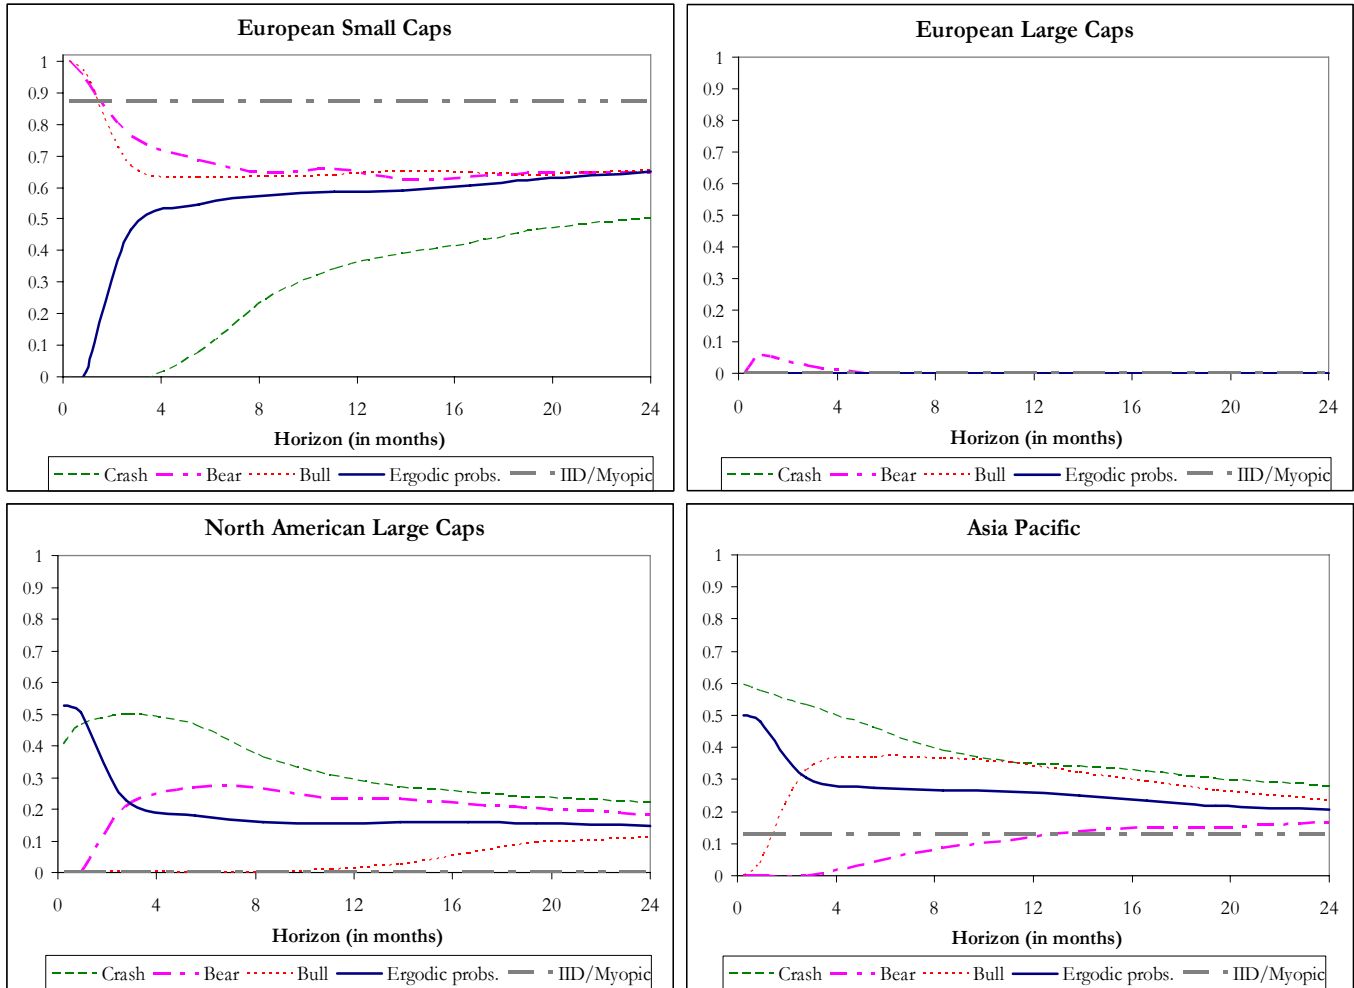 European Small Caps
1
0.9
0.8
0.7
0.6
0.5
0.4
0.3
0.2
0.1
0
0 4 8 12 16 20 24
Horizon (in months)
Crash Bear Bull Ergodic probs. IID/Myopic
European Large Caps
1
0.9
0.8
0.7
0.6
0.5
0.4
0.3
0.2
0.1
0
0 4 8 12 16 20 24
Horizon (in months)
Crash Bear Bull Ergodic probs. IID/Myopic
North American Large Caps
1
0.9
0.8
0.7
0.6
0.5
0.4
0.3
0.2
0.1
0
0 4 8 12 16 20 24
Horizon (in months)
Crash Bear Bull Ergodic probs. IID/Myopic
Asia Pacific
1
0.9
0.8
0.7
0.6
0.5
0.4
0.3
0.2
0.1
0
0 4 8 12 16 20 24
Horizon (in months)
Crash Bear Bull Ergodic probs. IID/Myopic